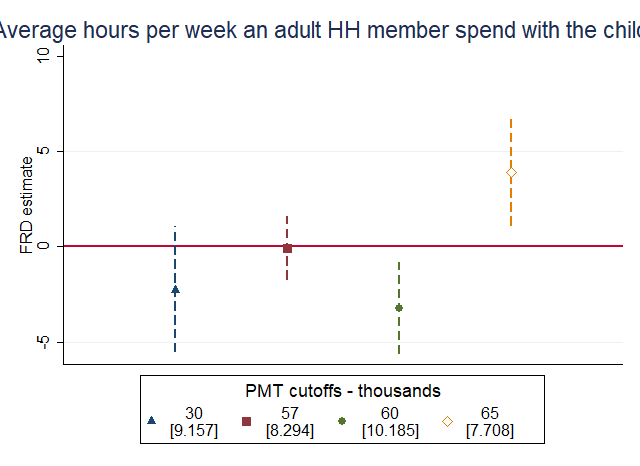 Average hours per week an adult HH member spend with the chil
10
5
0
-5
FRD estimate
PMT cutoffs - thousands
30 57 60 65
[9.157] [8.294] [10.185] [7.708]